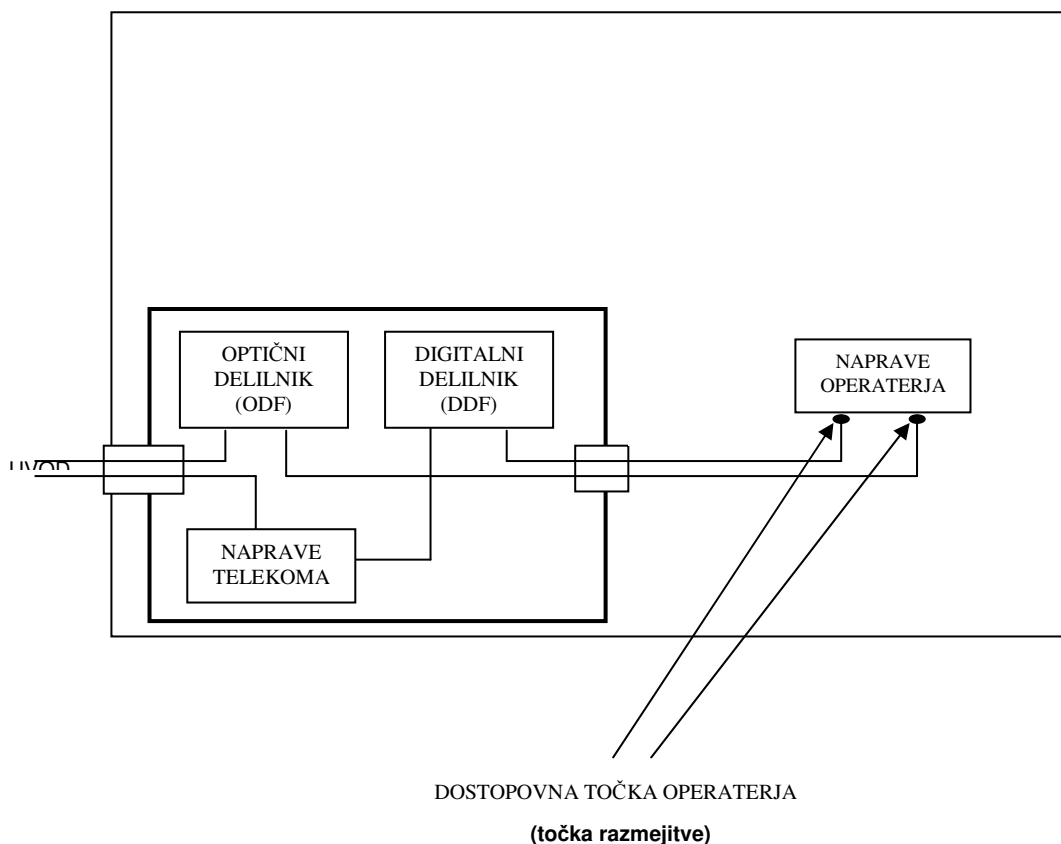 OPTIČNI
DELILNIK
(ODF)
DIGITALNI
DELILNIK
(DDF)
NAPRAVE
OPERATERJA
NAPRAVE
TELEKOMA
DOSTOPOVNA TOČKA OPERATERJA
(točka razmejitve)